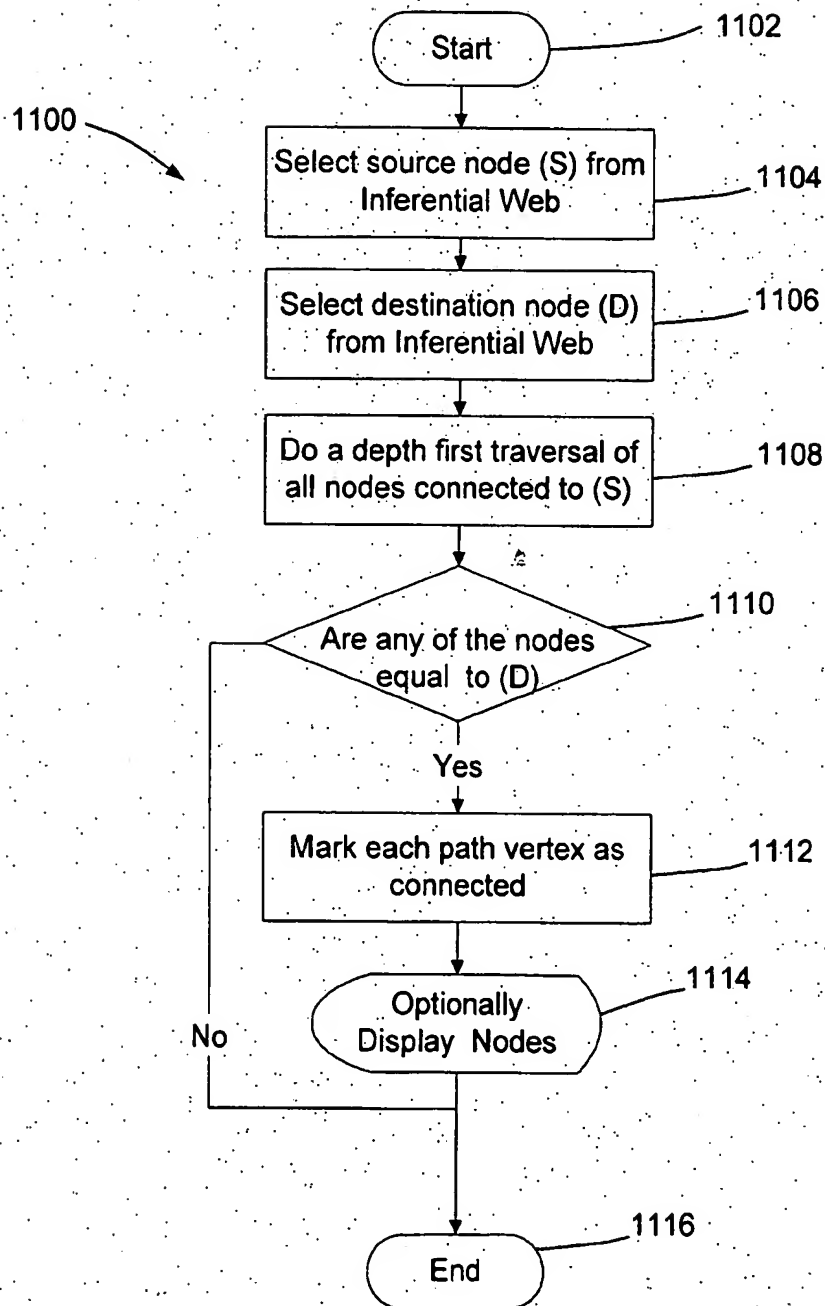 Start
1102
1100
Select source node (S) from
Inferential Web
1104
Select destination node (D)
from Inferential Web
1106
Do a depth first traversal of
all nodes connected to (S)
1108
Are any of the nodes
equal to (D)
1110
Yes
Mark each path vertex as
connected
1112
Optionally
Display Nodes
1114
No
End
1116